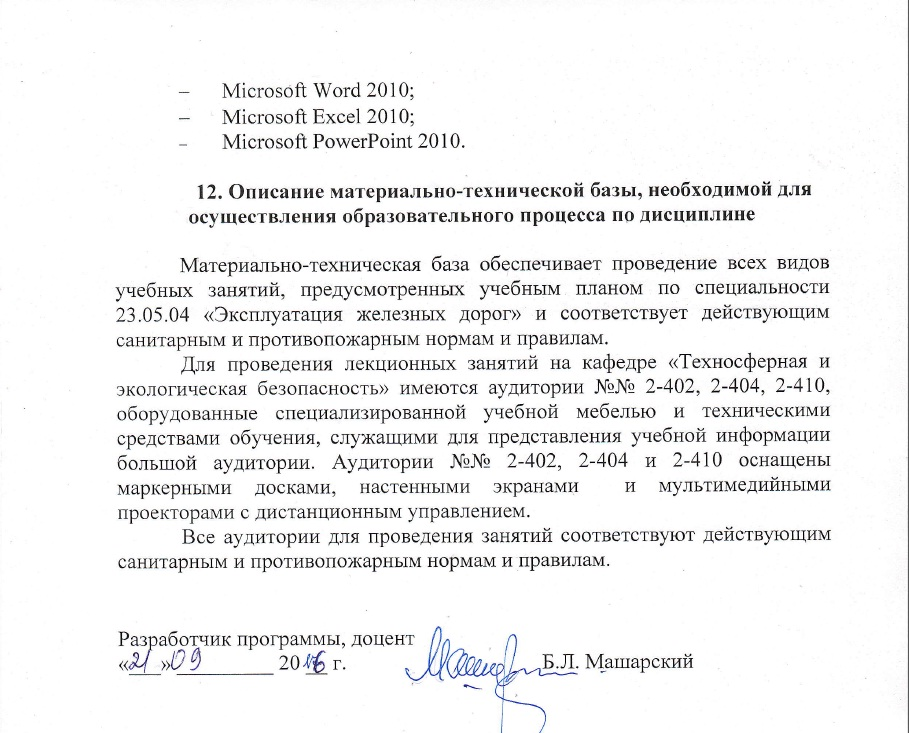 – Microsoft Word 2010;
– Microsoft Excel 2010;
– Microsoft PowerPoint 2010.
12. Описание материально-технической базы, необходимой для
осуществления образовательного процесса по дисциплине
Материально-техническая база обеспечивает проведение всех видов
учебных занятий, предусмотренных учебным планом по специальности
23.05.04 «Эксплуатация железных дорог» и соответствует действующим
санитарным и противопожарным нормам и правилам.
Для проведения лекционных занятий на кафедре «Техносферная и
экологическая безопасность» имеются аудитории №№ 2-402, 2-404, 2-410,
оборудованные специализированной учебной мебелью и техническими
средствами обучения, служащими для представления учебной информации
большой аудитории. Аудитории №№ 2-402, 2-404 и 2-410 оснащены
маркерными досками, настенными экранами и мультимедийными
проекторами с дистанционным управлением.
Все аудитории для проведения занятий соответствуют действующим
санитарным и противопожарным нормам и правилам.
Разработчик программы, доцент
«21» 09 2016 г. Б.Л. Машарский